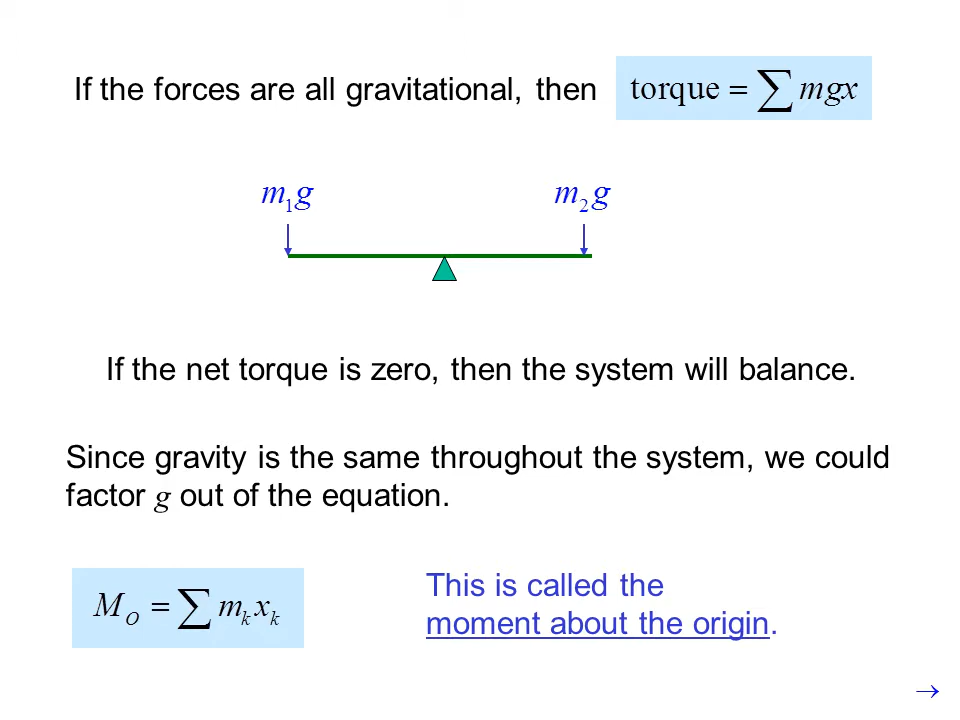 If the forces are all gravitational, then torque = ∑ mgx
m₁g m₂g
If the net torque is zero, then the system will balance.
Since gravity is the same throughout the system, we could
factor g out of the equation.
M_O = ∑ m_k x_k
This is called the
moment about the origin.
→